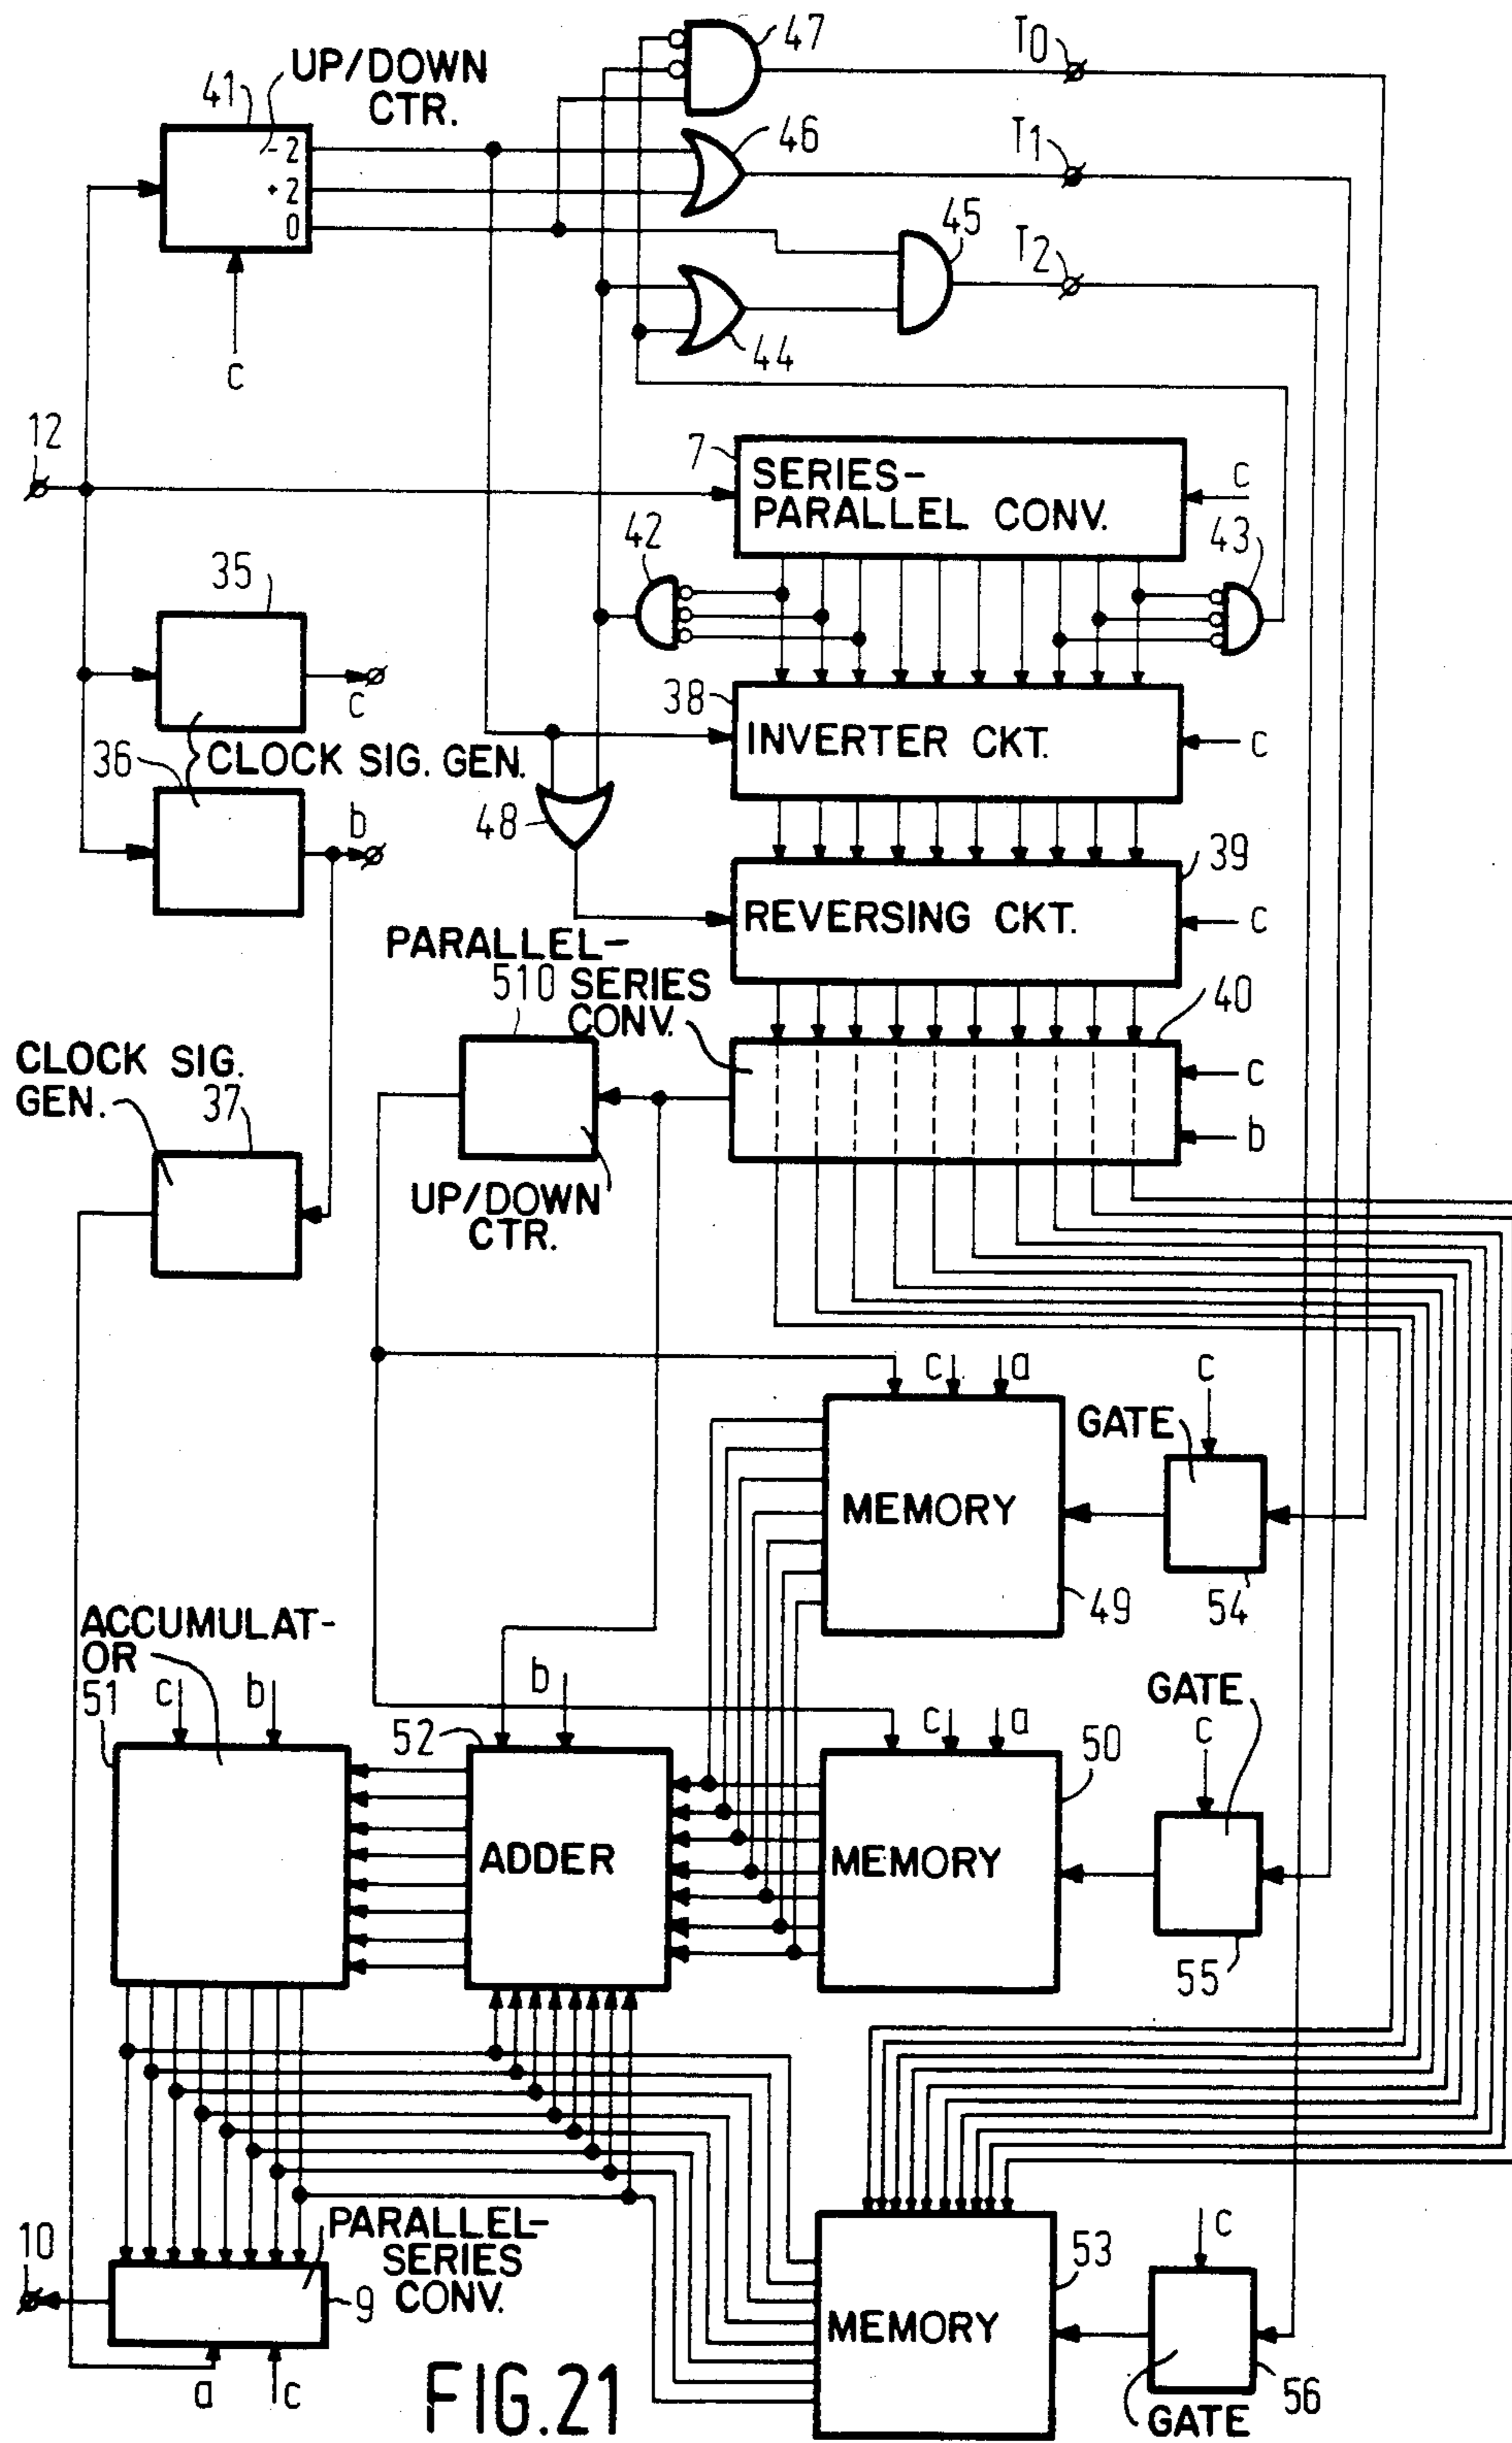 47
T0
UP/DOWN
CTR.
41
-2
+2
0
46
T1
45
T2
44
c
12
7
SERIES-
PARALLEL CONV.
c
42
43
35
c
38
INVERTER CKT.
c
CLOCK SIG. GEN.
36
b
48
39
REVERSING CKT.
c
PARALLEL-
510 SERIES
CONV.
40
c
b
CLOCK SIG.
GEN.
37
UP/DOWN
CTR.
c
a
c
GATE
MEMORY
49
54
ACCUMULAT-
OR
51
c
b
b
52
c
a
50
GATE
c
ADDER
MEMORY
55
10
PARALLEL-
SERIES
CONV.
9
53
c
MEMORY
a
c
56
GATE
FIG.21